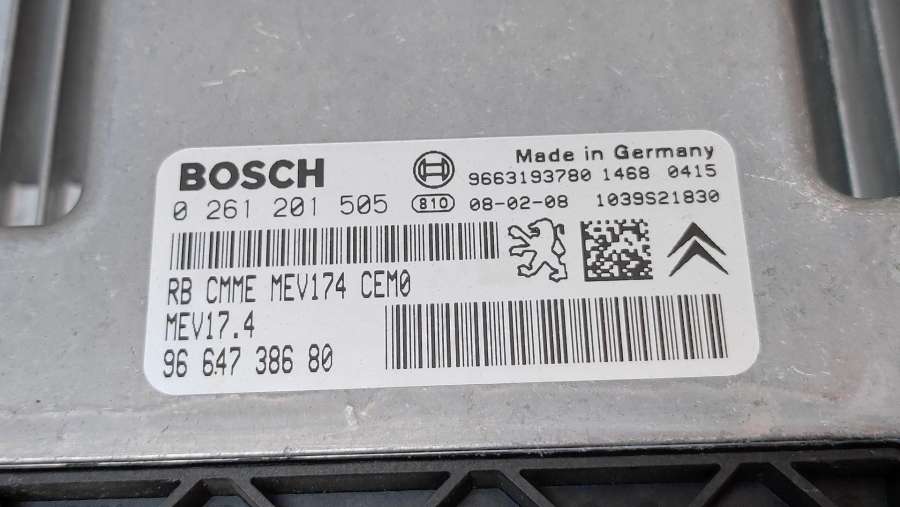 BOSCH
Made in Germany
9663193780 1468 0415
0 261 201 505 810 08-02-08 1039S21830
RB CMME MEV174 CEM0
MEV17.4
96 647 386 80